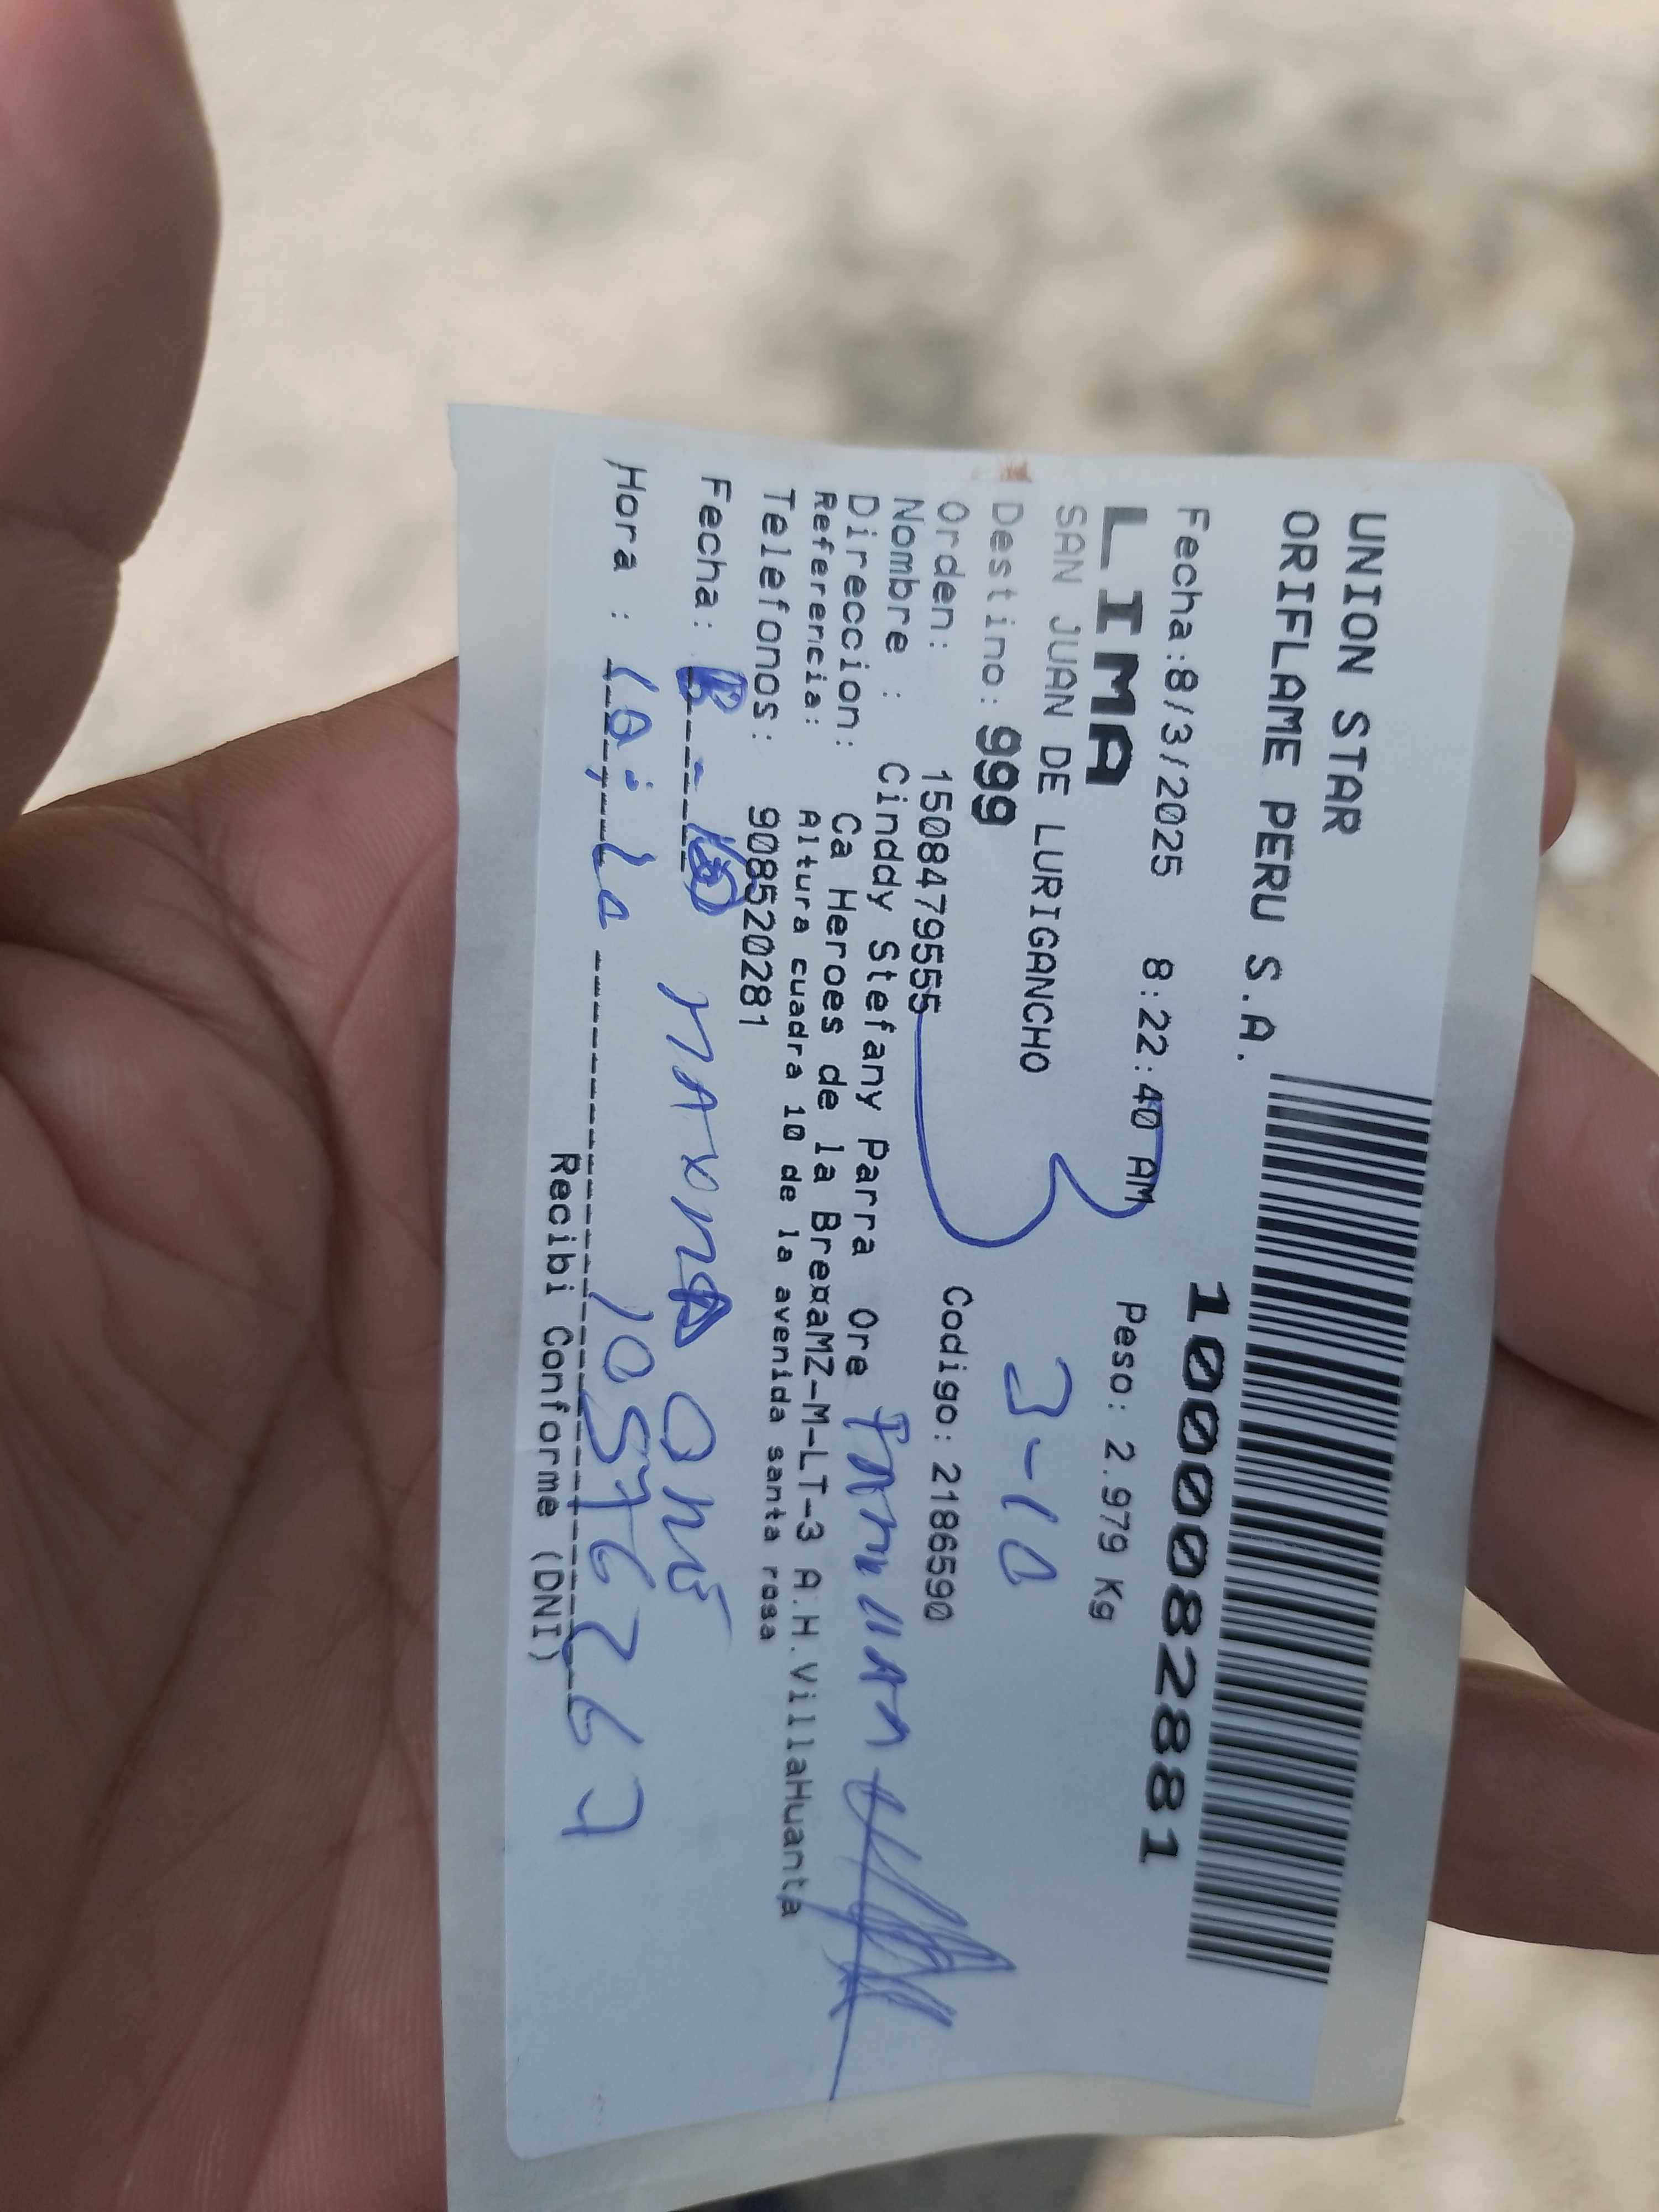 UNION STAR
ORIFLAME PERU S.A.
1000082881
Fecha:8/3/2025 8:22:40 AM Peso: 2.979 Kg
LIMA
SAN JUAN DE LURIGANCHO
3-10
Destino: 999
Orden: 1508479555 Codigo: 2186590
Nombre : Cinddy Stefany Parra Ore
Direccion: Ca Heroes de la Bre¤aMZ-M-LT-3 A.H.VillaHuanta
Referencia: Altura cuadra 10 de la avenida santa rosa
Telefonos: 908520281
Fecha:
Hora :
10576267
Recibi Conforme (DNI)